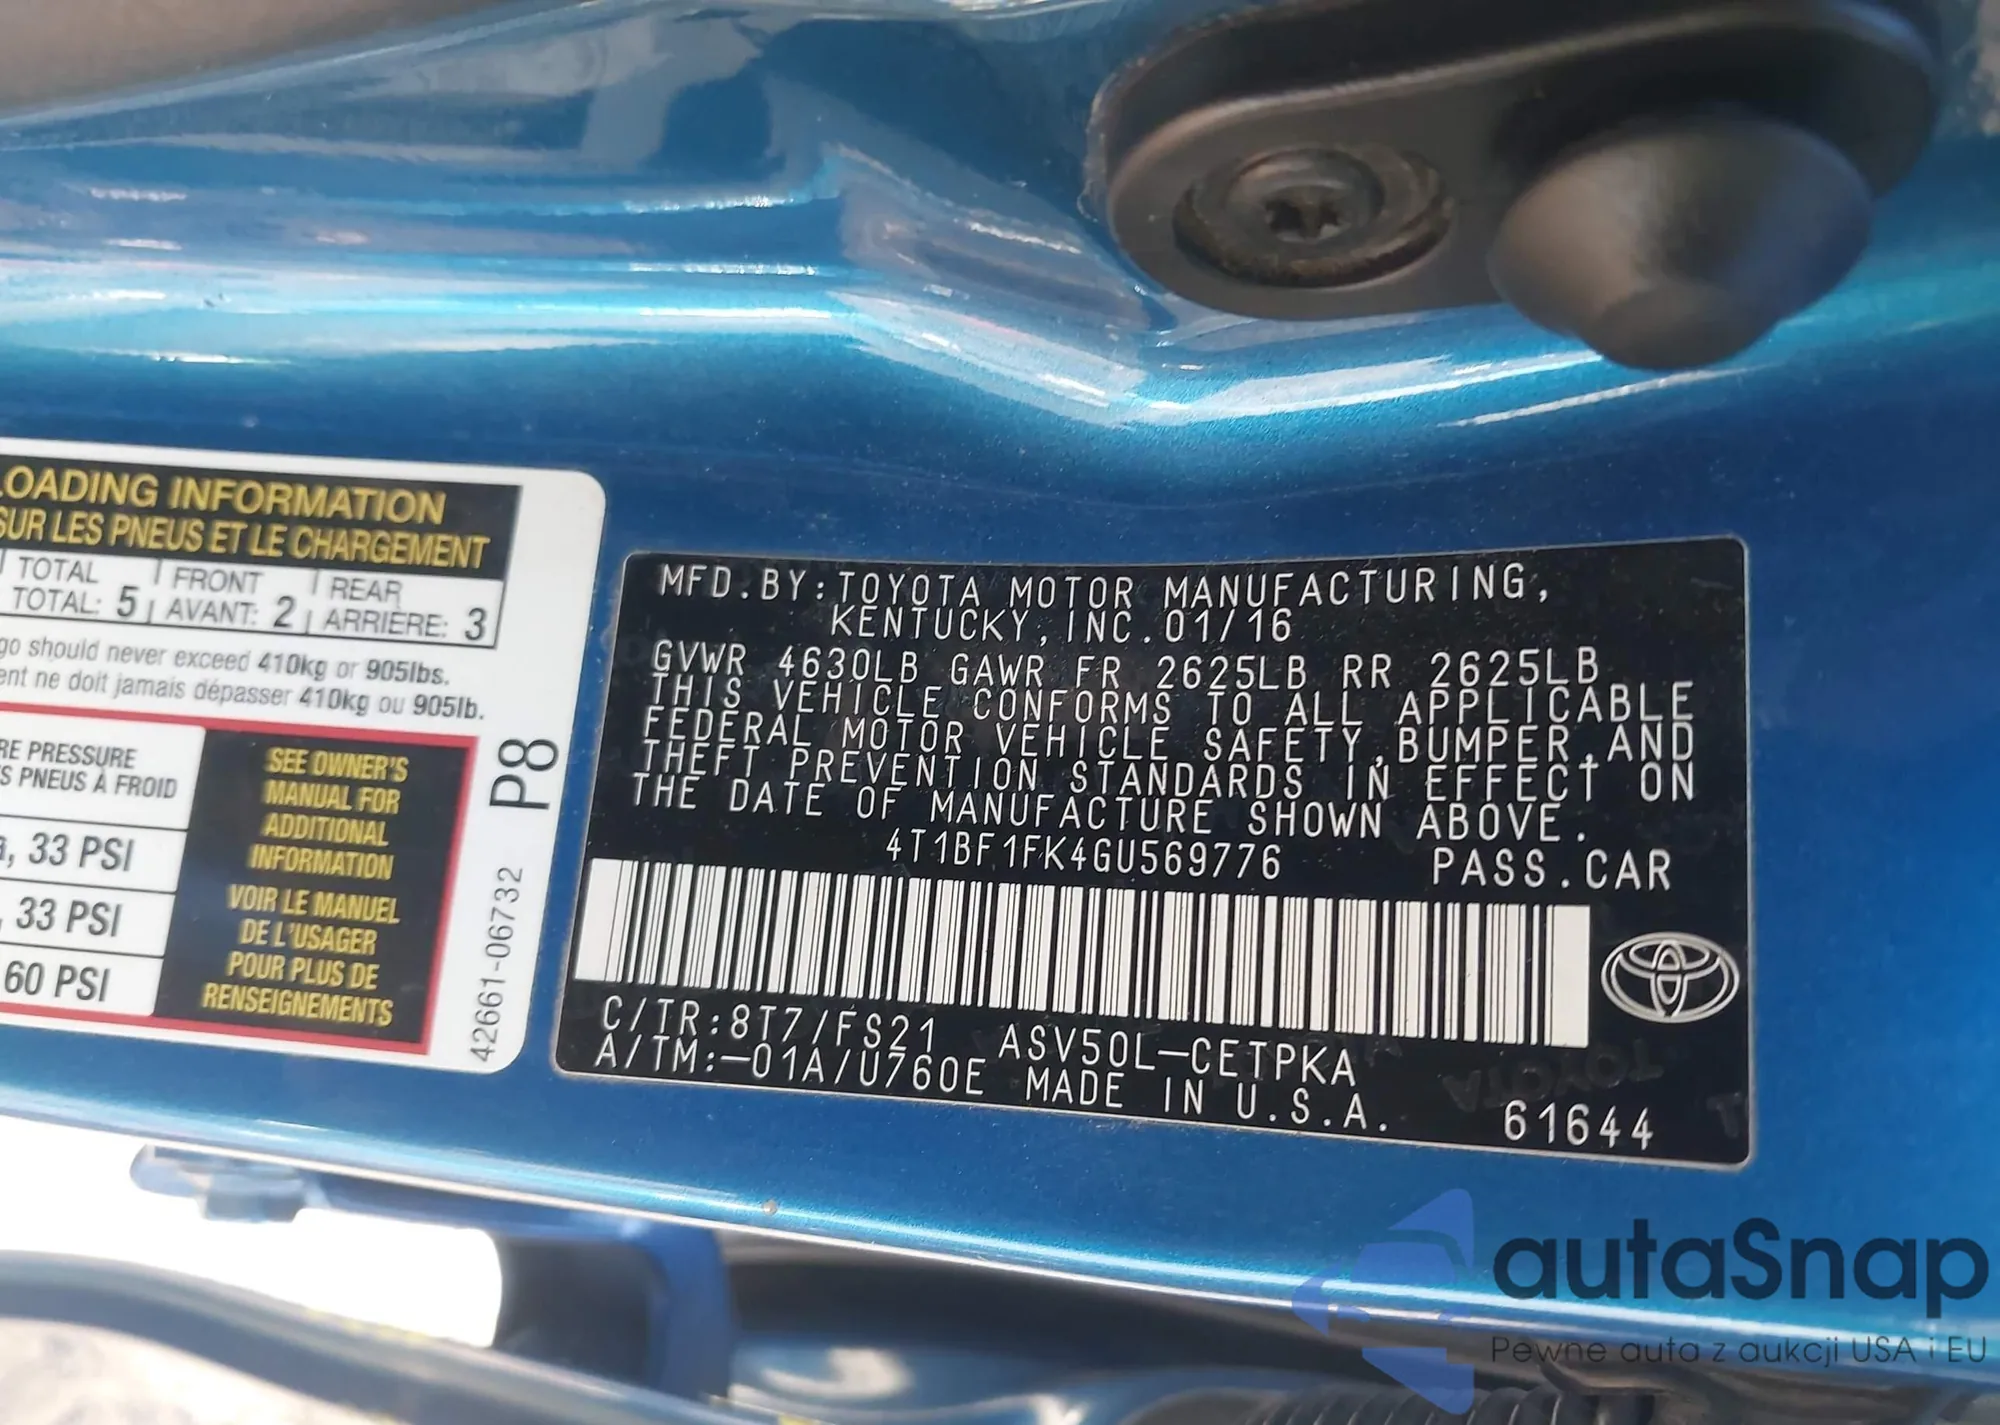 LOADING INFORMATION
SUR LES PNEUS ET LE CHARGEMENT
TOTAL FRONT REAR
TOTAL: 5 AVANT: 2 ARRIÈRE: 3
should never exceed 410kg or 905lbs.
ne doit jamais dépasser 410kg ou 905lb.
PRESSURE
PNEUS À FROID
33 PSI
33 PSI
60 PSI
SEE OWNER'S
MANUAL FOR
ADDITIONAL
INFORMATION
VOIR LE MANUEL
DE L'USAGER
POUR PLUS DE
RENSEIGNEMENTS
P8
42661-06732
MFD.BY:TOYOTA MOTOR MANUFACTURING,
KENTUCKY,INC.01/16
GVWR 4630LB GAWR FR 2625LB RR 2625LB
THIS VEHICLE CONFORMS TO ALL APPLICABLE
FEDERAL MOTOR VEHICLE SAFETY,BUMPER,AND
THEFT PREVENTION STANDARDS IN EFFECT ON
THE DATE OF MANUFACTURE SHOWN ABOVE.
4T1BF1FK4GU569776 PASS.CAR
C/TR:8T7/FS21 ASV50L-CETPKA
A/TM:-01A/U760E MADE IN U.S.A.
61644
autaSnap
Pewne auta z aukcji USA i EU